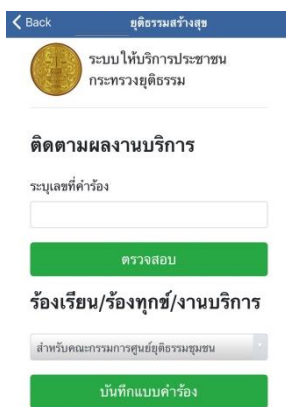 Back
ยุติธรรมสร้างสุข
ระบบให้บริการประชาชน
กระทรวงยุติธรรม
ติดตามผลงานบริการ
ระบุเลขที่คำร้อง
ตรวจสอบ
ร้องเรียน/ร้องทุกข์/งานบริการ
สำหรับคณะกรรมการศูนย์ยุติธรรมชุมชน
บันทึกแบบคำร้อง